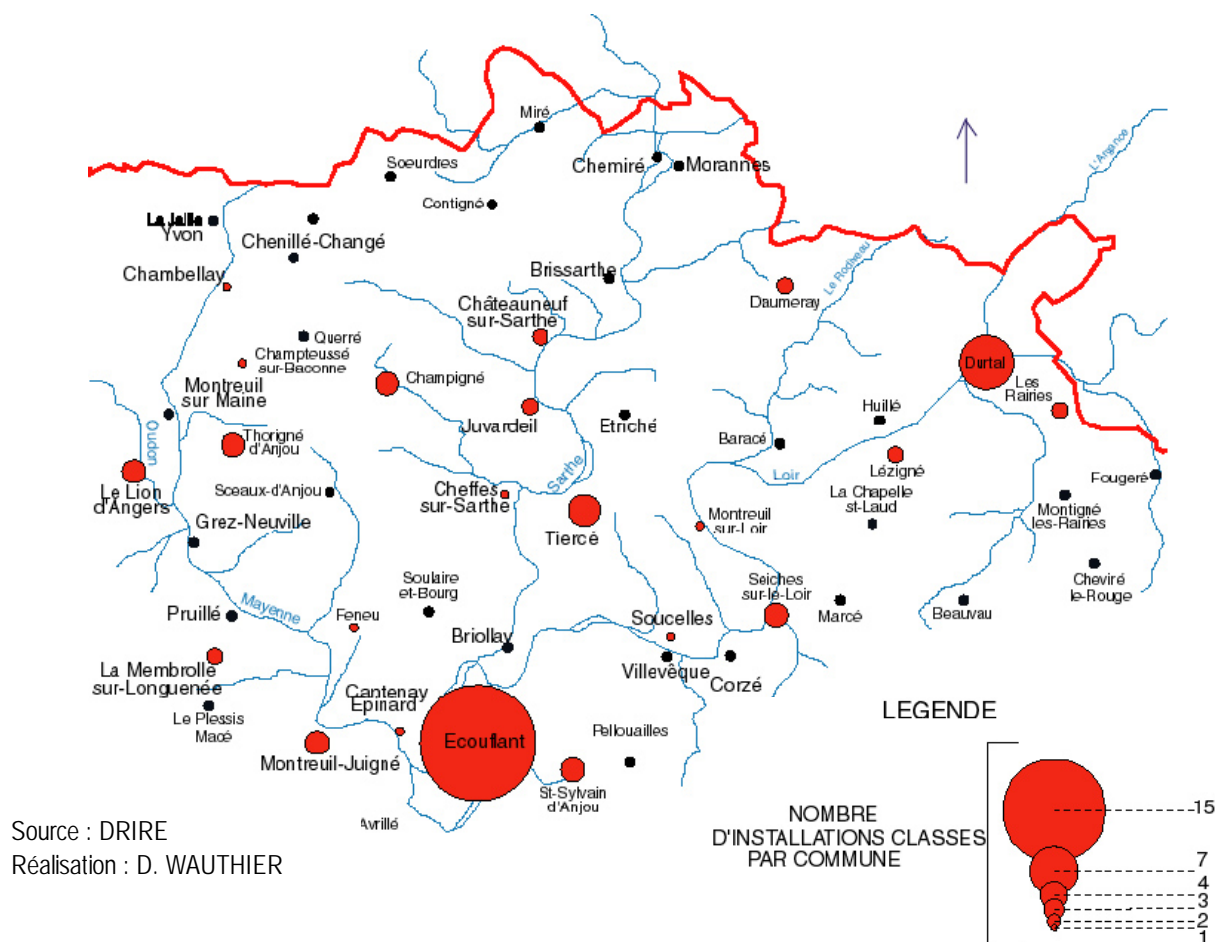 Miré
Soeurdres
Chemiré
Morannes
L'Argance
Contigné
La Jaille
Yvon
Chenillé-Changé
Chambellay
Brissarthe
Le Rodiveau
Daumeray
Châteauneuf
sur-Sarthe
Querré
Champteussé
sur-Baconne
Champigné
Durtal
Les
Rairies
Montreuil
sur Maine
Juvardeil
Etriché
Huillé
Oudon
Thorigné
d'Anjou
Baracé
Lézigné
Loir
Sarthe
Le Lion
d'Angers
Sceaux-d'Anjou
Cheffes
sur-Sarthe
Fougeré
La Chapelle
st-Laud
Montigné
les-Rairies
Grez-Neuville
Tiercé
Montreuil
sur-Loir
Soulaire
et-Bourg
Seiches
sur-le-Loir
Cheviré
le-Rouge
Mayenne
Pruillé
Feneu
Soucelles
Marcé
Beauvau
Briollay
La Membrolle
sur-Longuenée
Villevêque
Corzé
Cantenay
Epinard
Le Plessis
Macé
Ecouflant
Pellouailles
Montreuil-Juigné
St-Sylvain
d'Anjou
Avrillé
LEGENDE
NOMBRE
D'INSTALLATIONS CLASSES
PAR COMMUNE
15
7
4
3
2
1
Source : DRIRE
Réalisation : D. WAUTHIER